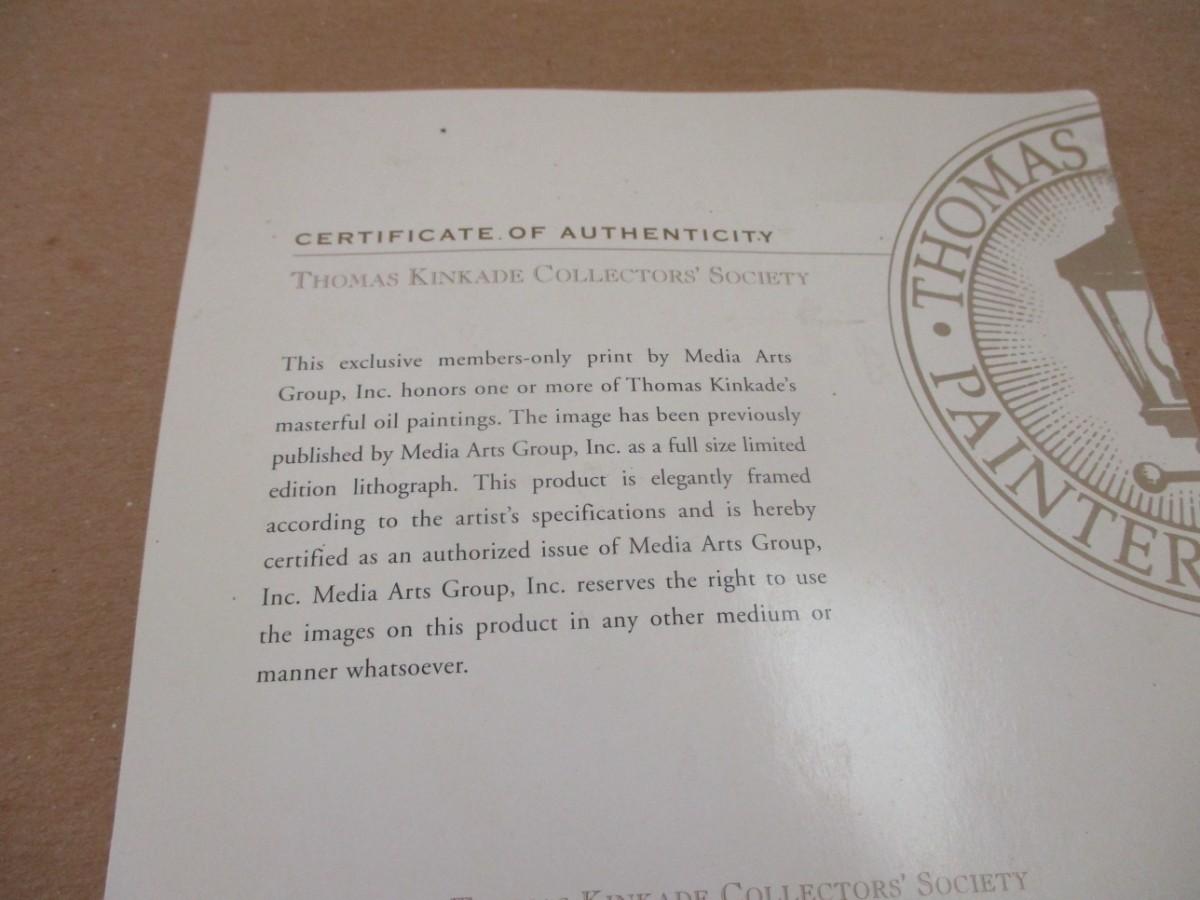 CERTIFICATE OF AUTHENTICITY
THOMAS KINKADE COLLECTORS' SOCIETY
This exclusive members-only print by Media Arts
Group, Inc. honors one or more of Thomas Kinkade's
masterful oil paintings. The image has been previously
published by Media Arts Group, Inc. as a full size limited
edition lithograph. This product is elegantly framed
according to the artist's specifications and is hereby
certified as an authorized issue of Media Arts Group,
Inc. Media Arts Group, Inc. reserves the right to use
the images on this product in any other medium or
manner whatsoever.
• THOMAS
PAINTER
THOMAS KINKADE COLLECTORS' SOCIETY